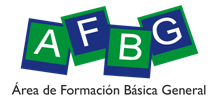 AFBG
Área de Formación Básica General